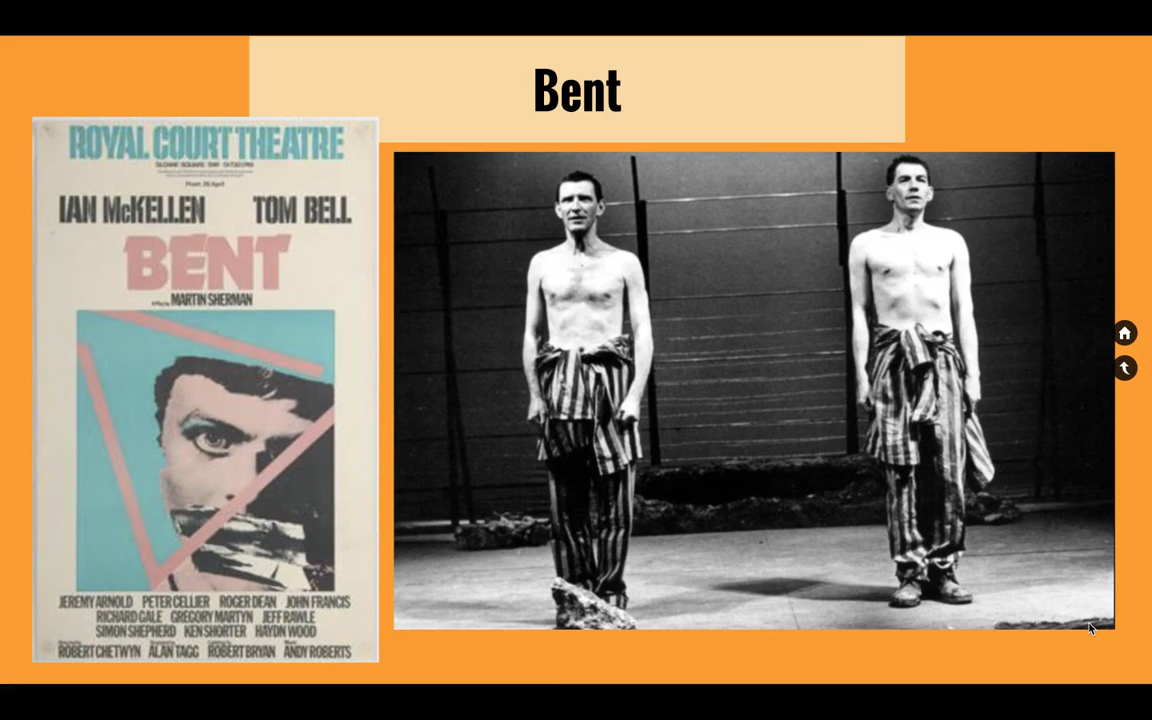 Bent
ROYAL COURT THEATRE
IAN McKELLEN TOM BELL
BENT
MARTIN SHERMAN
JEREMY ARNOLD PETER CELLIER ROGER DEAN JOHN FRANCIS
RICHARD GALE GREGORY MARTYN JEFF RAWLE
SIMON SHEPHERD KEN SHORTER HAYDN WOOD
ROBERT CHETWYN ALAN TAGG ROBERT BRYAN ANDY ROBERTS